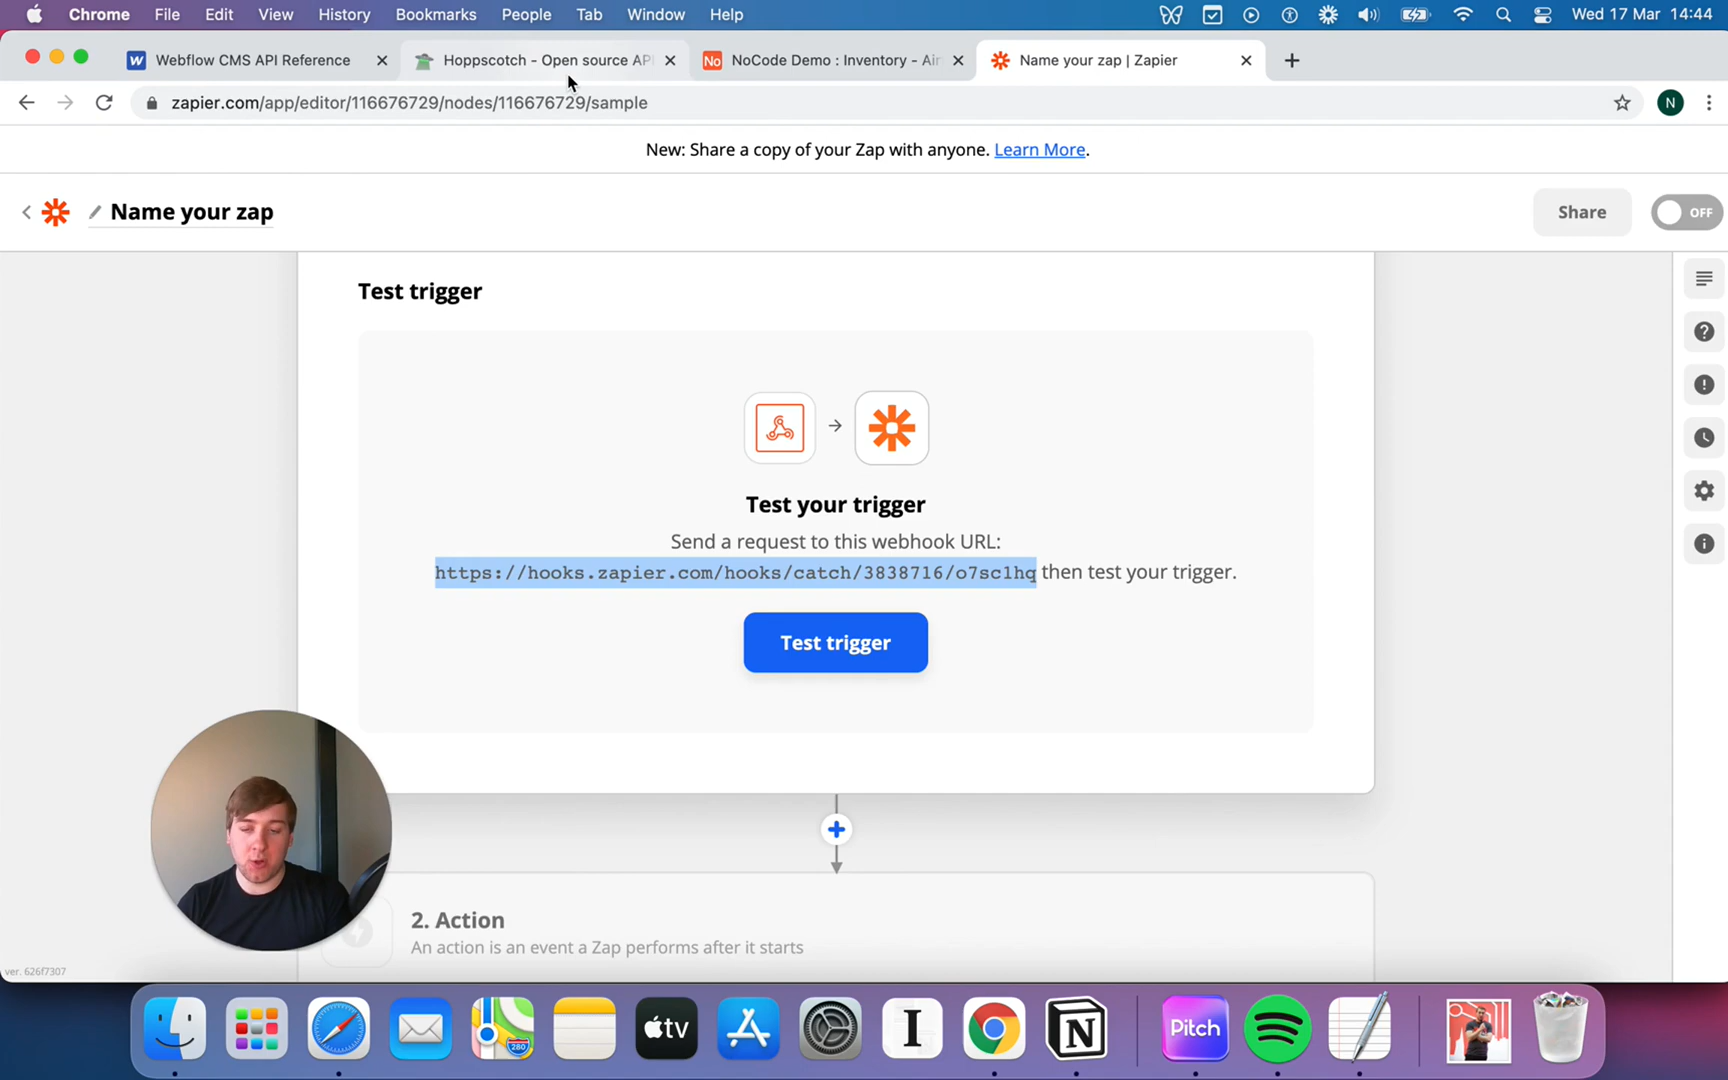 Chrome File Edit View History Bookmarks People Tab Window Help Wed 17 Mar 14:44
Webflow CMS API Reference Hoppscotch - Open source API NoCode Demo : Inventory - Air Name your zap | Zapier
zapier.com/app/editor/116676729/nodes/116676729/sample N
New: Share a copy of your Zap with anyone. Learn More.
Name your zap Share OFF
Test trigger
Test your trigger
Send a request to this webhook URL:
https://hooks.zapier.com/hooks/catch/3838716/o7sc1hq then test your trigger.
Test trigger
2. Action
An action is an event a Zap performs after it starts
ver. 626f7307
tv Pitch
280